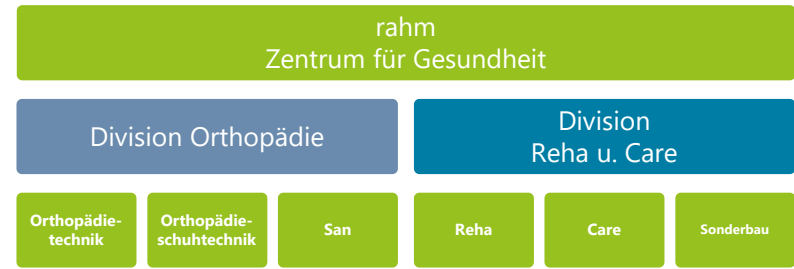 rahm
Zentrum für Gesundheit
Division Orthopädie
Division
Reha u. Care
Orthopädie-
technik
Orthopädie-
schuhtechnik
San
Reha
Care
Sonderbau